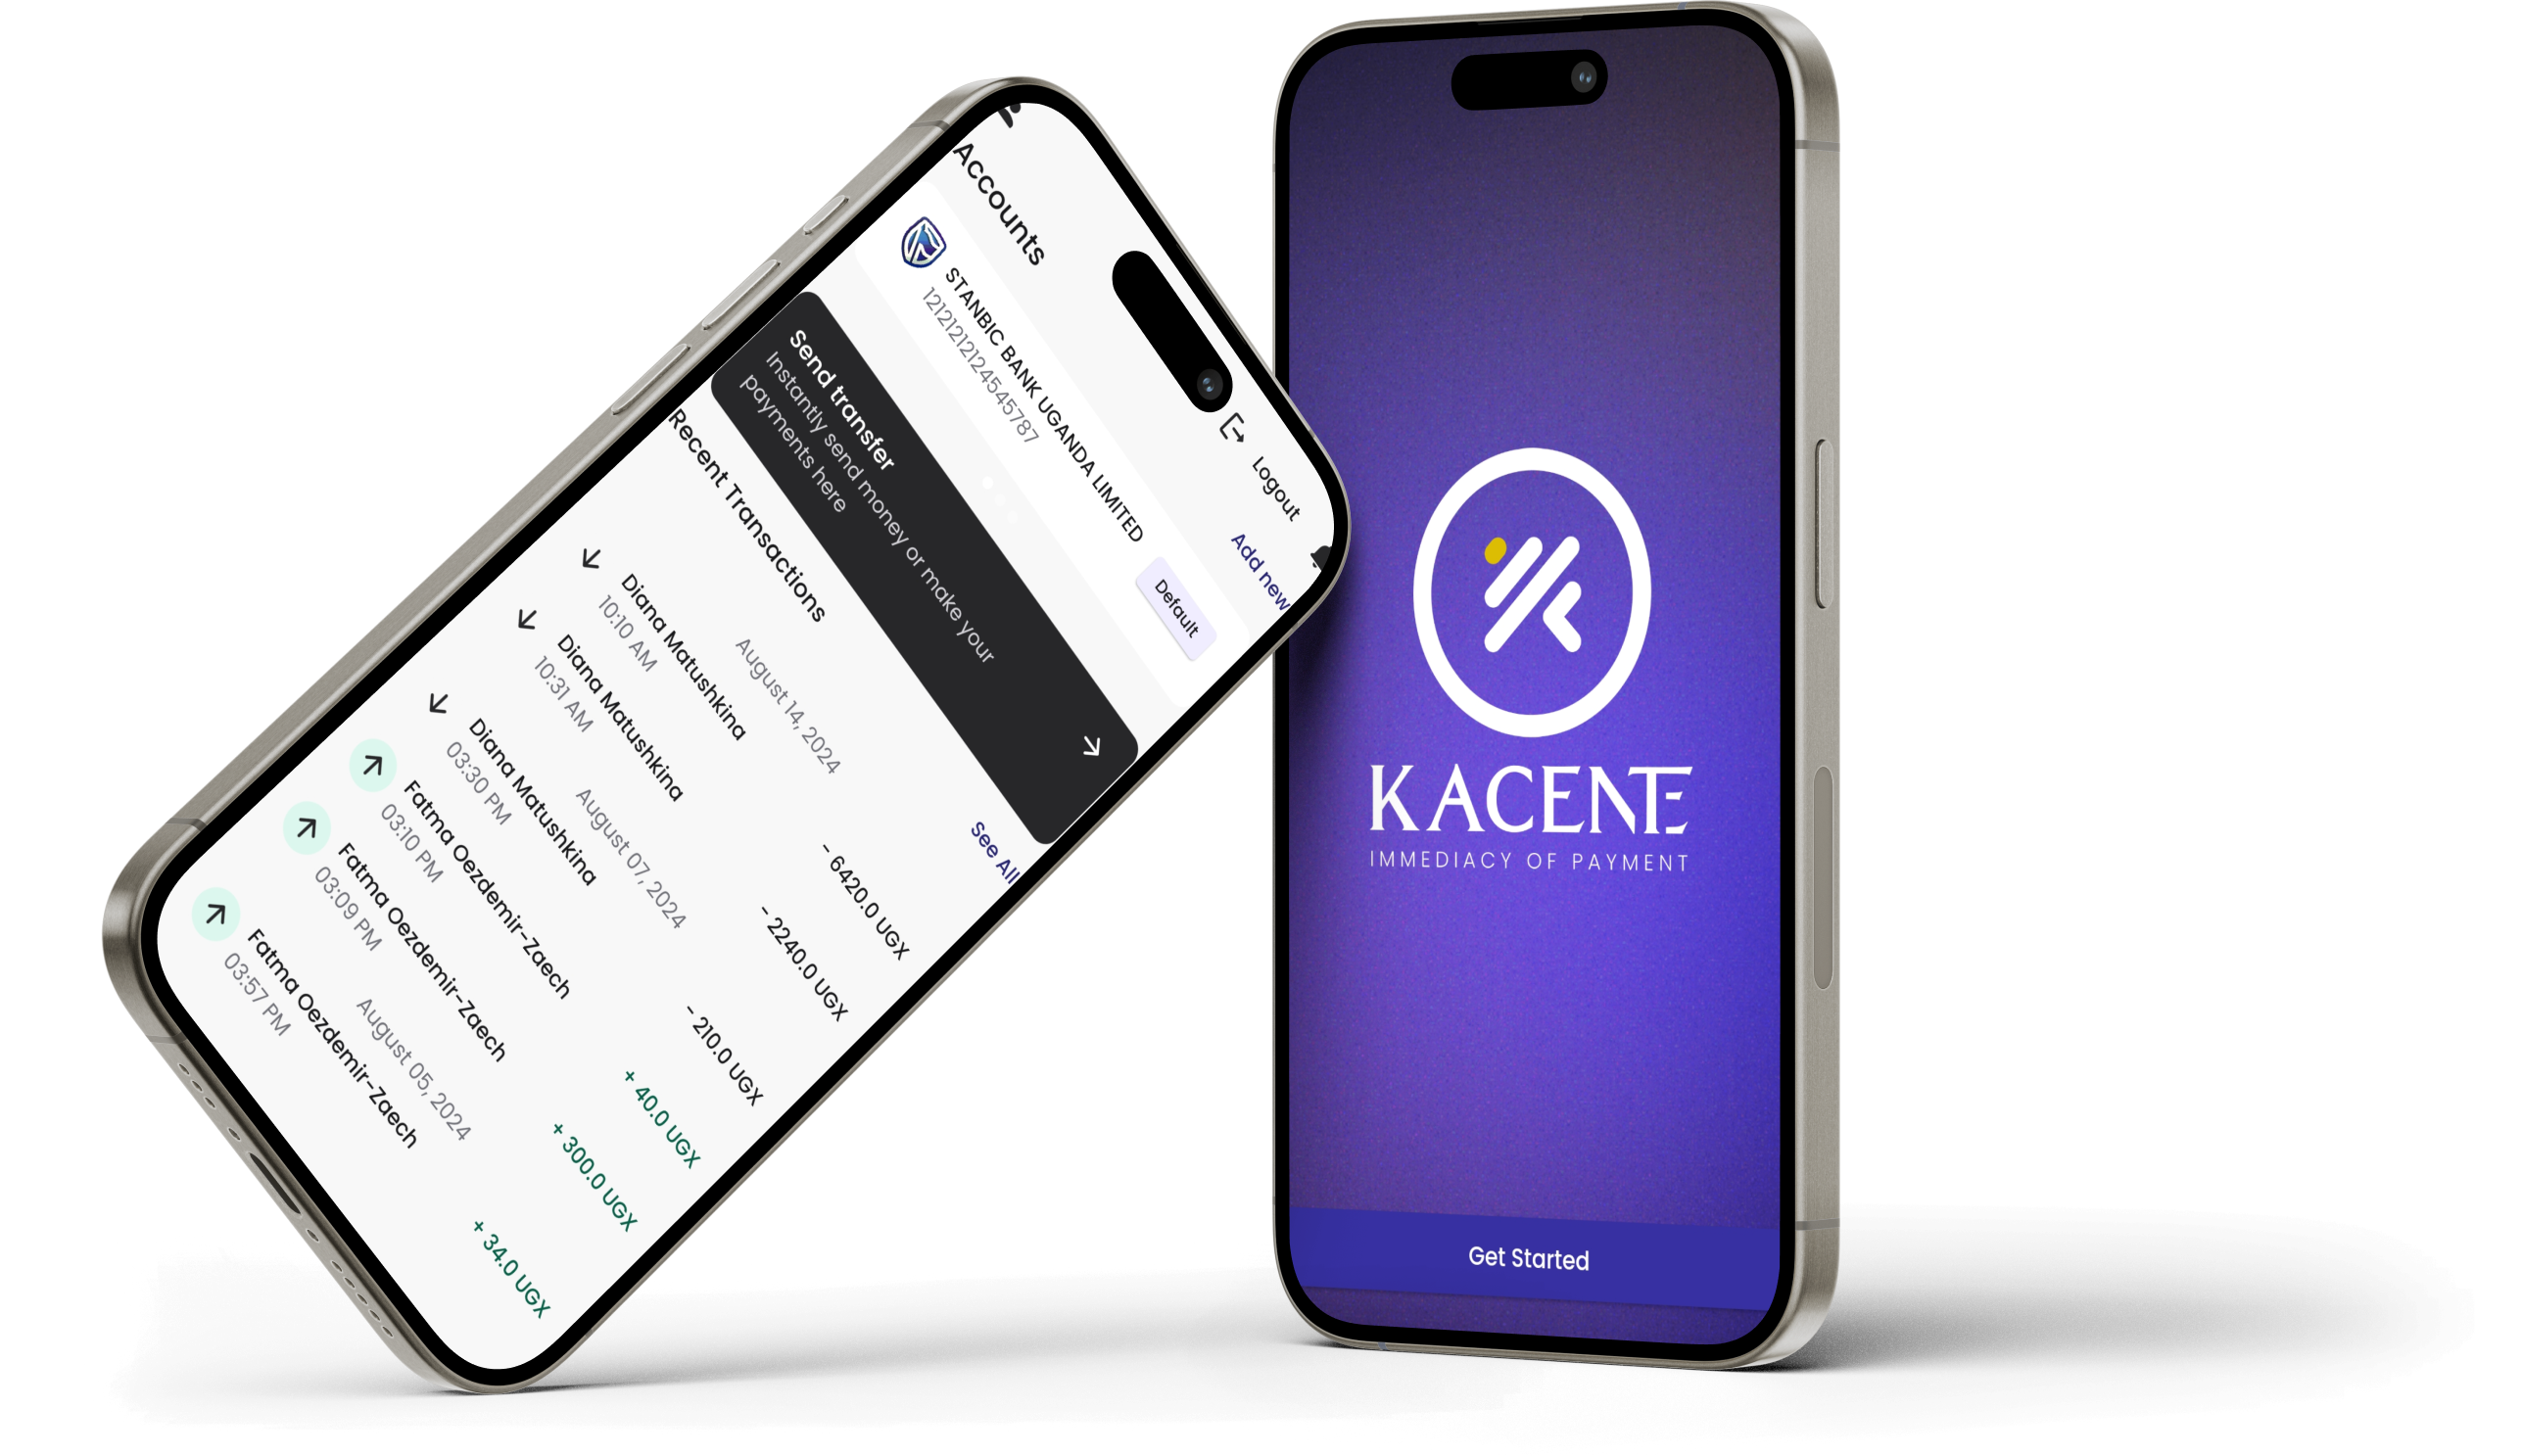 Logout
Accounts
Add new
STANBIC BANK UGANDA LIMITED
1212121212454545787
Default
Send transfer
Instantly send money or make your
payments here
Recent Transactions
See All
August 14, 2024
Diana Matushkina
10:10 AM
- 6420.0 UGX
Diana Matushkina
10:31 AM
- 2240.0 UGX
August 07, 2024
Diana Matushkina
03:30 PM
- 210.0 UGX
Fatma Oezdemir-Zaech
03:10 PM
+ 40.0 UGX
Fatma Oezdemir-Zaech
03:09 PM
+ 300.0 UGX
August 05, 2024
Fatma Oezdemir-Zaech
03:57 PM
+ 34.0 UGX
KACENTE
IMMEDIACY OF PAYMENT
Get Started